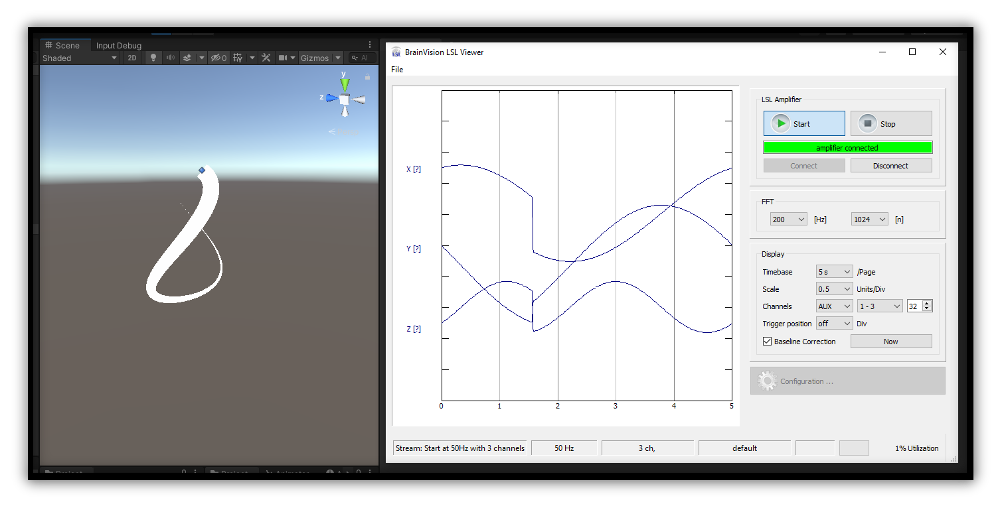 Scene
Input Debug
Shaded
2D
0
Gizmos
Al
y
z
BrainVision LSL Viewer
LSL
File
X [?]
Y [?]
Z [?]
0 1 2 3 4 5
LSL Amplifier
Start
Stop
amplifier connected
Connect
Disconnect
FFT
200 [Hz] 1024 [n]
Display
Timebase 5 s /Page
Scale 0.5 Units/Div
Channels AUX 1 - 3 32
Trigger position off Div
Baseline Correction Now
Configuration ...
Stream: Start at 50Hz with 3 channels
50 Hz
3 ch,
default
1% Utilization